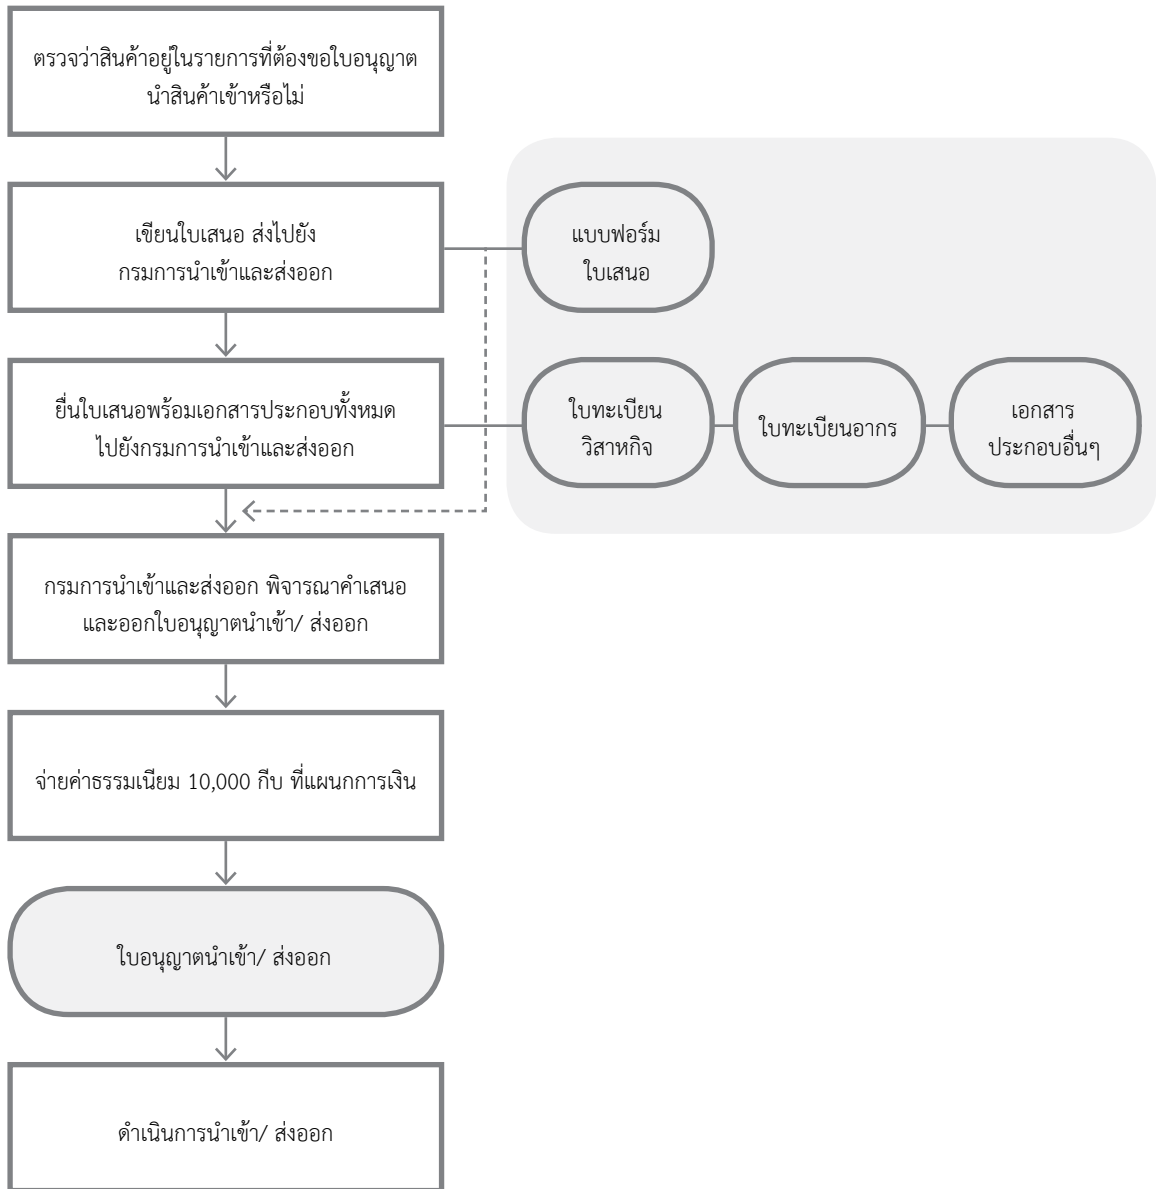 ตรวจว่าสินค้าอยู่ในรายการที่ต้องขอใบอนุญาต
นำสินค้าเข้าหรือไม่
เขียนใบเสนอ ส่งไปยัง
กรมการนำเข้าและส่งออก
แบบฟอร์ม
ใบเสนอ
ยื่นใบเสนอพร้อมเอกสารประกอบทั้งหมด
ไปยังกรมการนำเข้าและส่งออก
ใบทะเบียน
วิสาหกิจ
ใบทะเบียนอากร
เอกสาร
ประกอบอื่นๆ
กรมการนำเข้าและส่งออก พิจารณาคำเสนอ
และออกใบอนุญาตนำเข้า/ ส่งออก
จ่ายค่าธรรมเนียม 10,000 กีบ ที่แผนกการเงิน
ใบอนุญาตนำเข้า/ ส่งออก
ดำเนินการนำเข้า/ ส่งออก